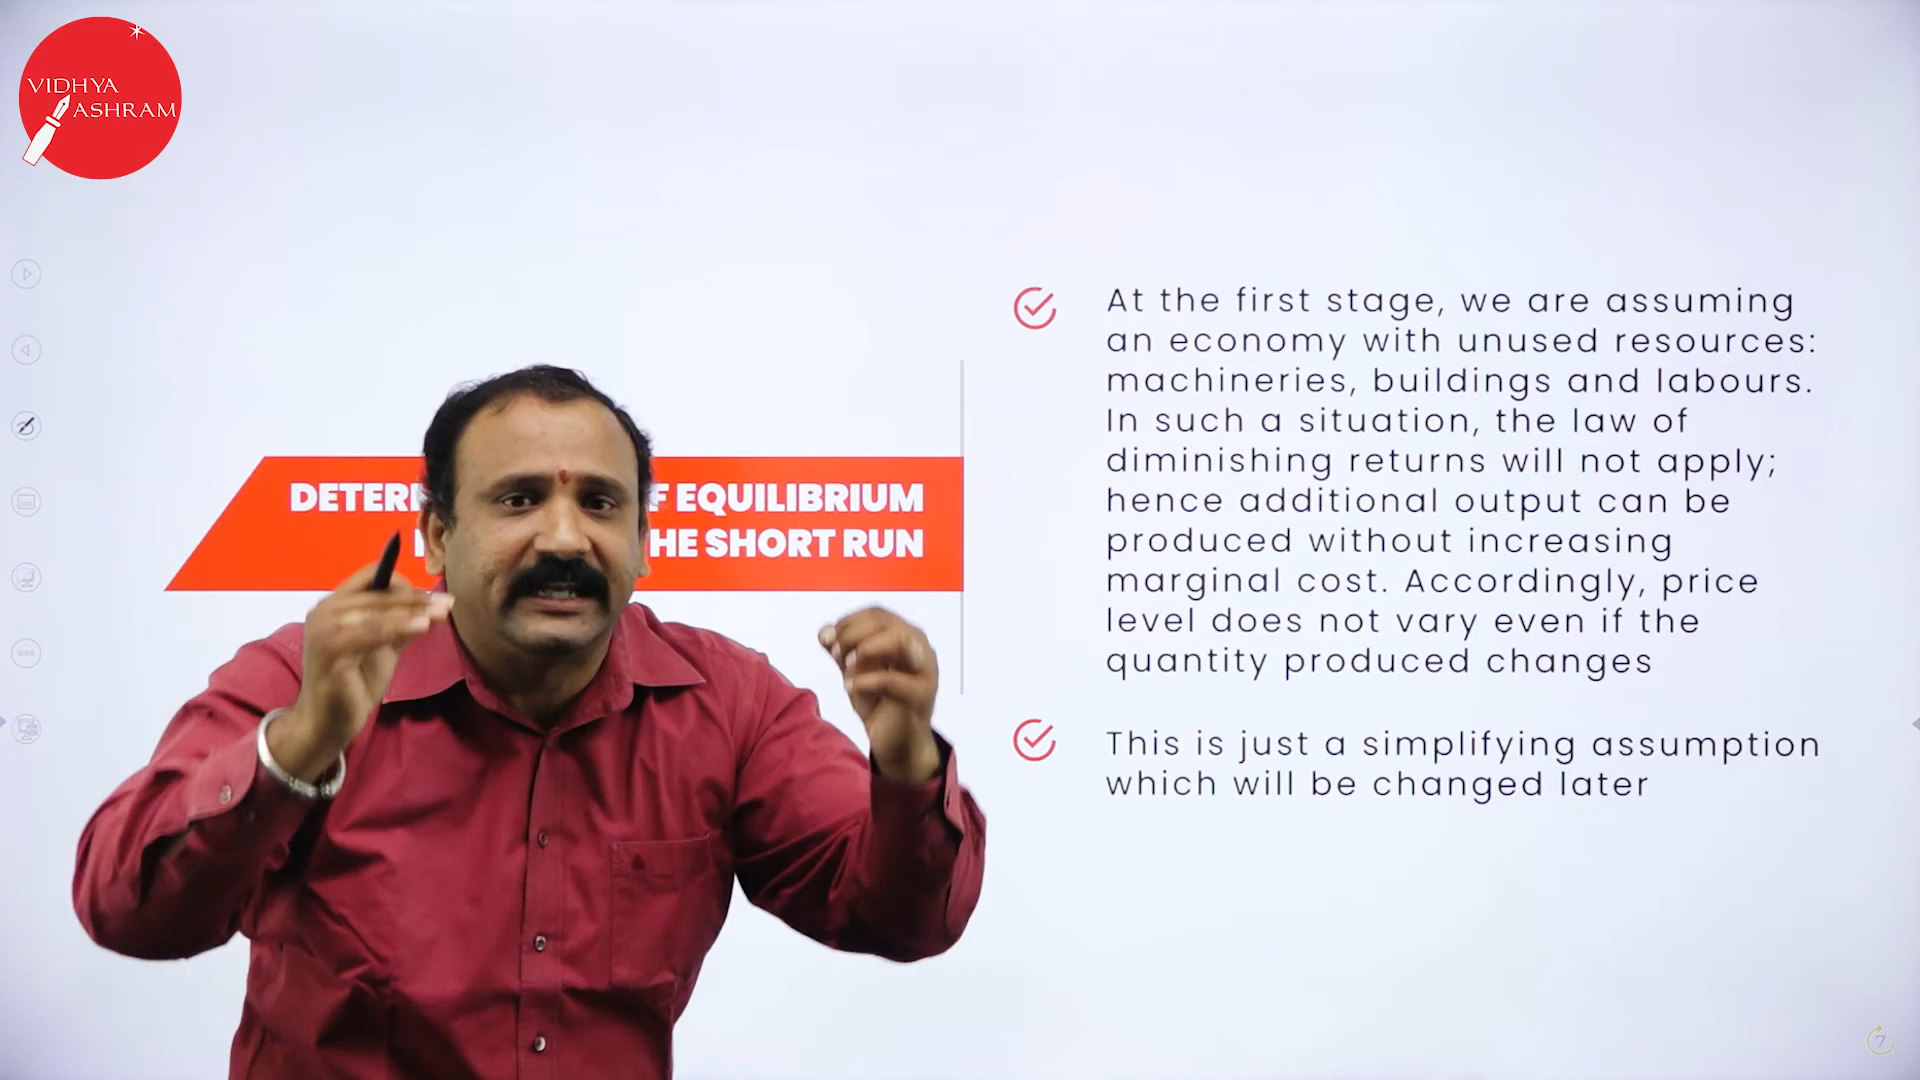 VIDHYA
ASHRAM
EQUILIBRIUM
THE SHORT RUN
At the first stage, we are assuming
an economy with unused resources:
machineries, buildings and labours.
In such a situation, the law of
diminishing returns will not apply;
hence additional output can be
produced without increasing
marginal cost. Accordingly, price
level does not vary even if the
quantity produced changes
This is just a simplifying assumption
which will be changed later
7